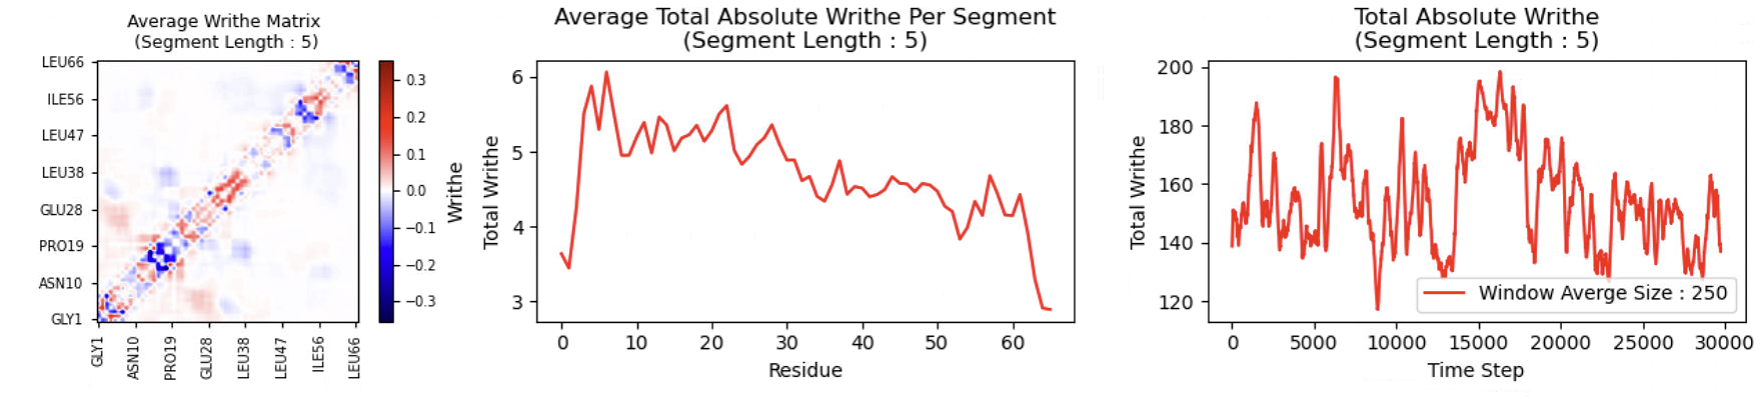 Average Writhe Matrix
(Segment Length : 5)
LEU66
ILE56
LEU47
LEU38
GLU28
PRO19
ASN10
GLY1
GLY1
ASN10
PRO19
GLU28
LEU38
LEU47
ILE56
LEU66
0.3
0.2
0.1
0.0
−0.1
−0.2
−0.3
Writhe
Average Total Absolute Writhe Per Segment
(Segment Length : 5)
Total Writhe
6
5
4
3
0
10
20
30
40
50
60
Residue
Total Absolute Writhe
(Segment Length : 5)
Total Writhe
200
180
160
140
120
Window Averge Size : 250
0
5000
10000
15000
20000
25000
30000
Time Step